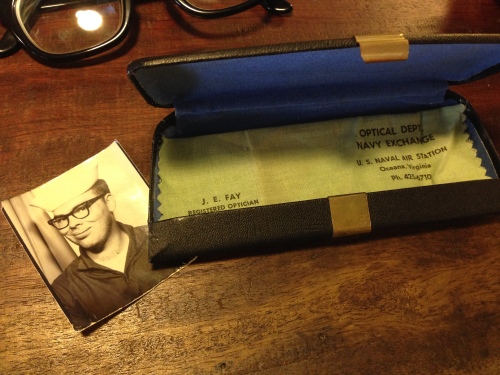 OPTICAL DEPT.
NAVY EXCHANGE
U. S. NAVAL AIR STATION
Oceana, Virginia
J. E. FAY
REGISTERED OPTICIAN